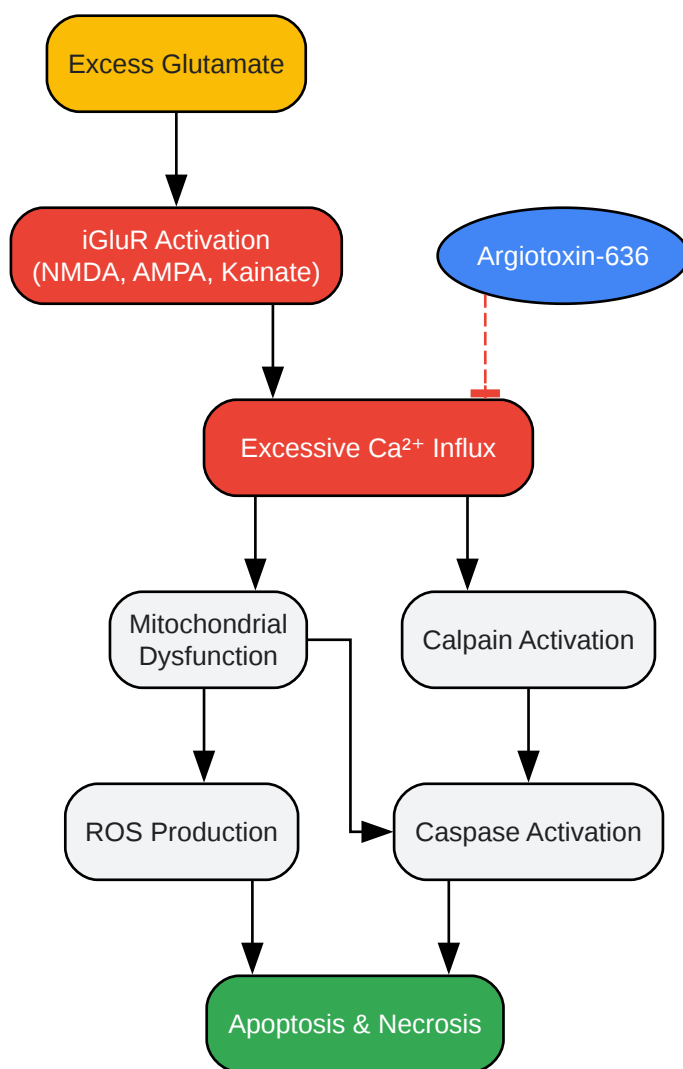 Excess Glutamate
iGluR Activation
(NMDA, AMPA, Kainate)
Argiotoxin-636
Excessive Ca²⁺ Influx
Mitochondrial
Dysfunction
Calpain Activation
ROS Production
Caspase Activation
Apoptosis & Necrosis